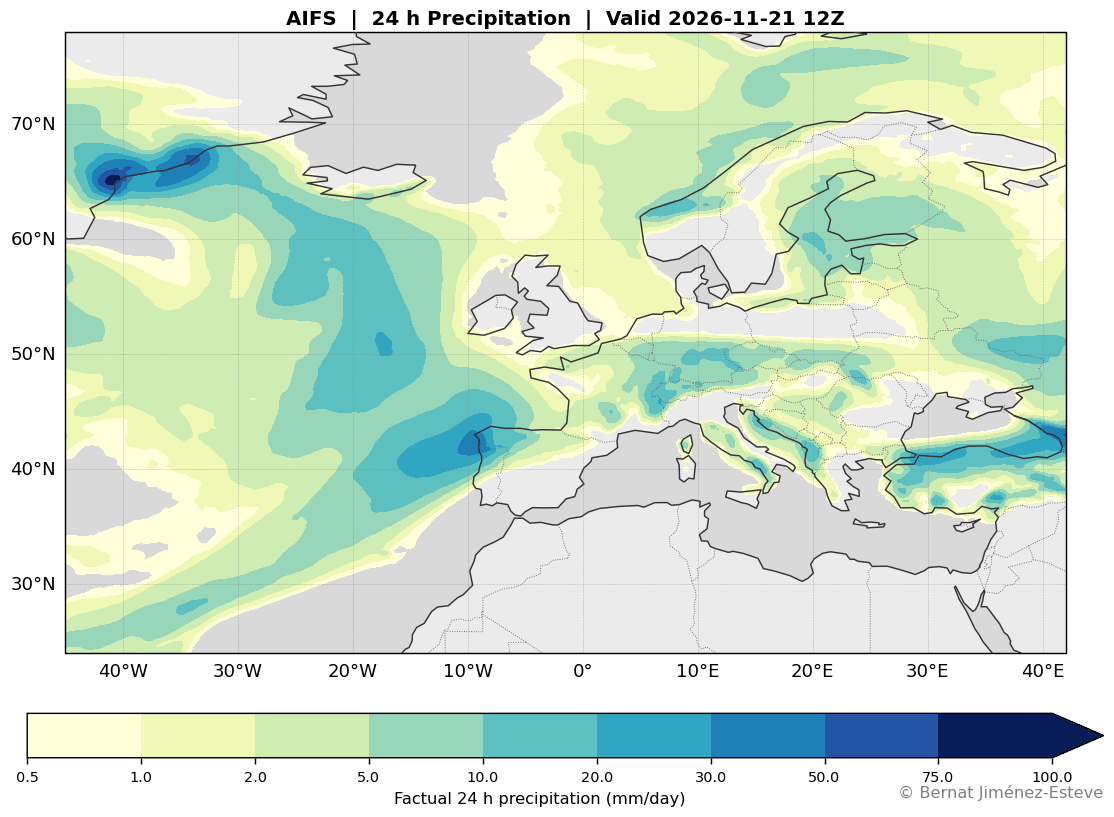 AIFS | 24 h Precipitation | Valid 2026-11-21 12Z
70°N
60°N
50°N
40°N
30°N
40°W 30°W 20°W 10°W 0° 10°E 20°E 30°E 40°E
0.5 1.0 2.0 5.0 10.0 20.0 30.0 50.0 75.0 100.0
Factual 24 h precipitation (mm/day)
© Bernat Jiménez-Esteve